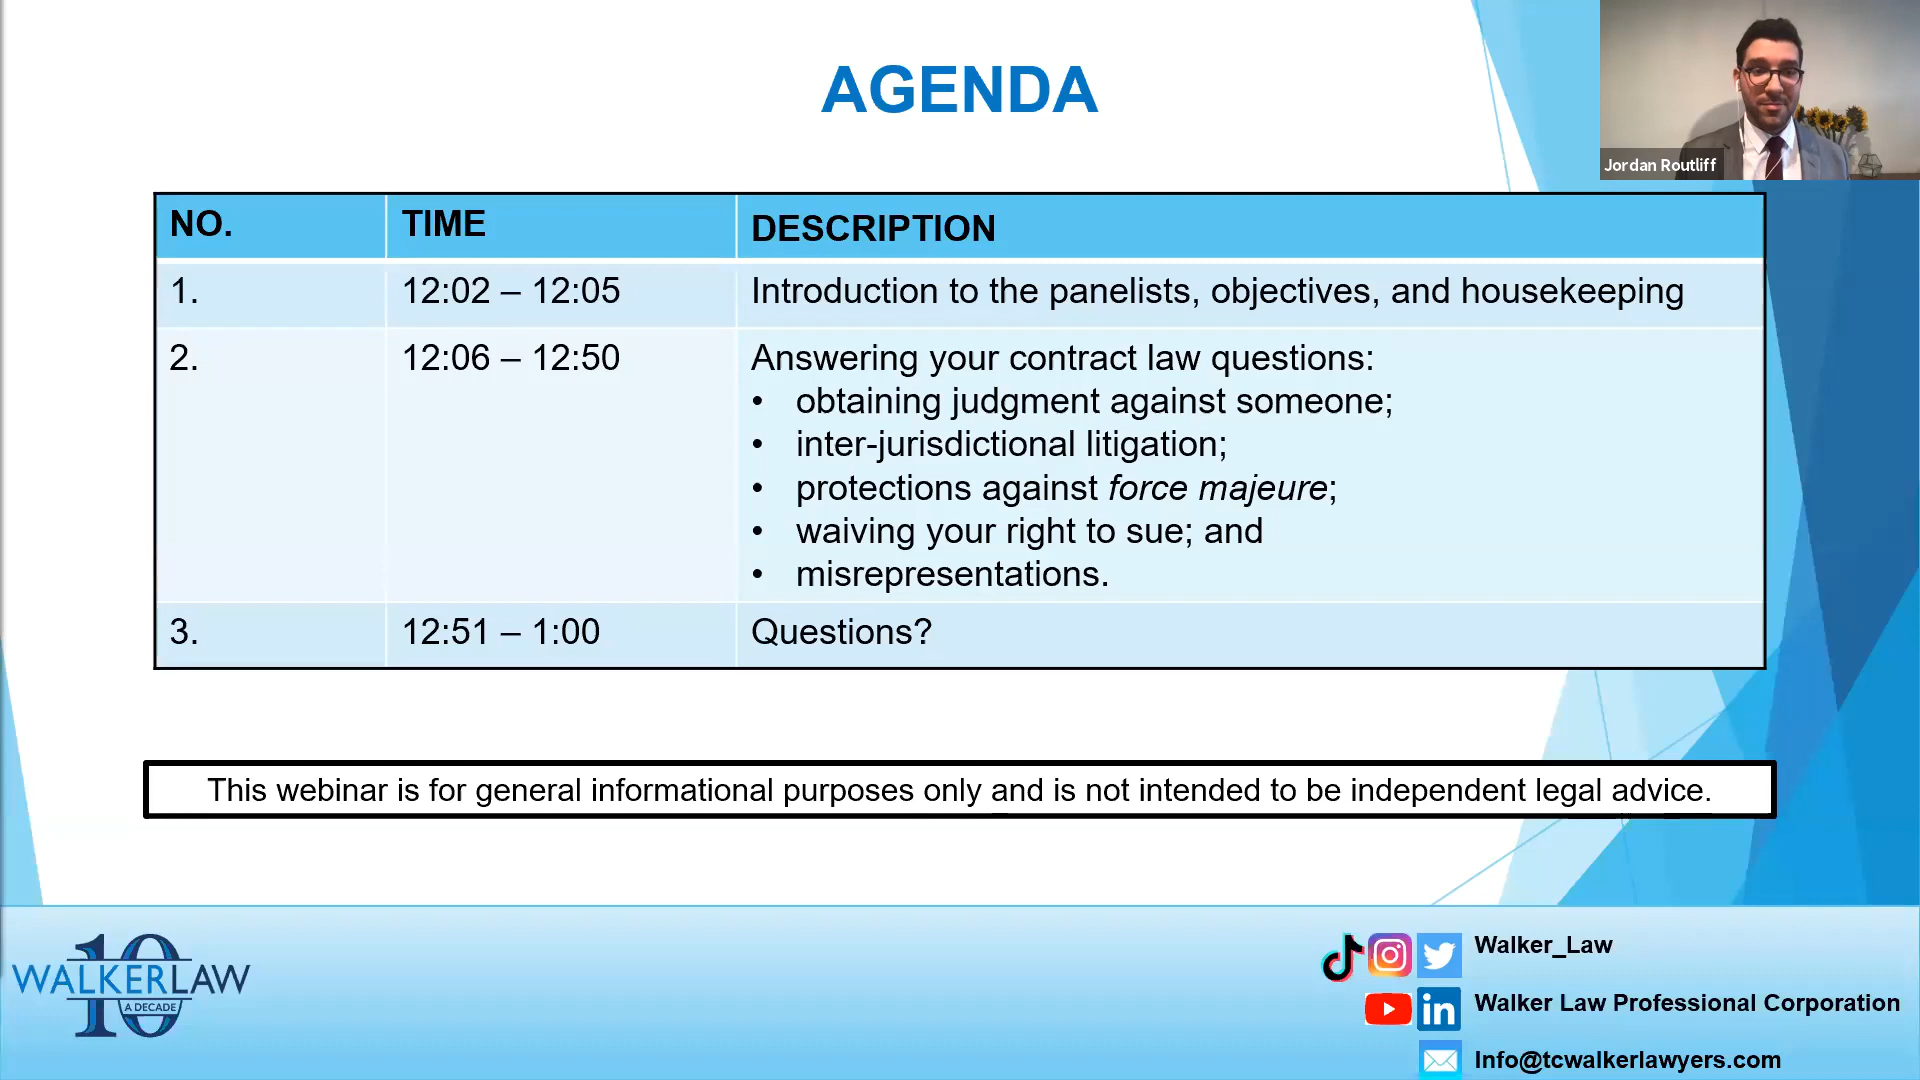 AGENDA
Jordan Routliff
NO. TIME DESCRIPTION
1. 12:02 – 12:05 Introduction to the panelists, objectives, and housekeeping
2. 12:06 – 12:50 Answering your contract law questions:
• obtaining judgment against someone;
• inter-jurisdictional litigation;
• protections against force majeure;
• waiving your right to sue; and
• misrepresentations.
3. 12:51 – 1:00 Questions?
This webinar is for general informational purposes only and is not intended to be independent legal advice.
10
WALKERLAW
A DECADE
Walker_Law
Walker Law Professional Corporation
Info@tcwalkerlawyers.com